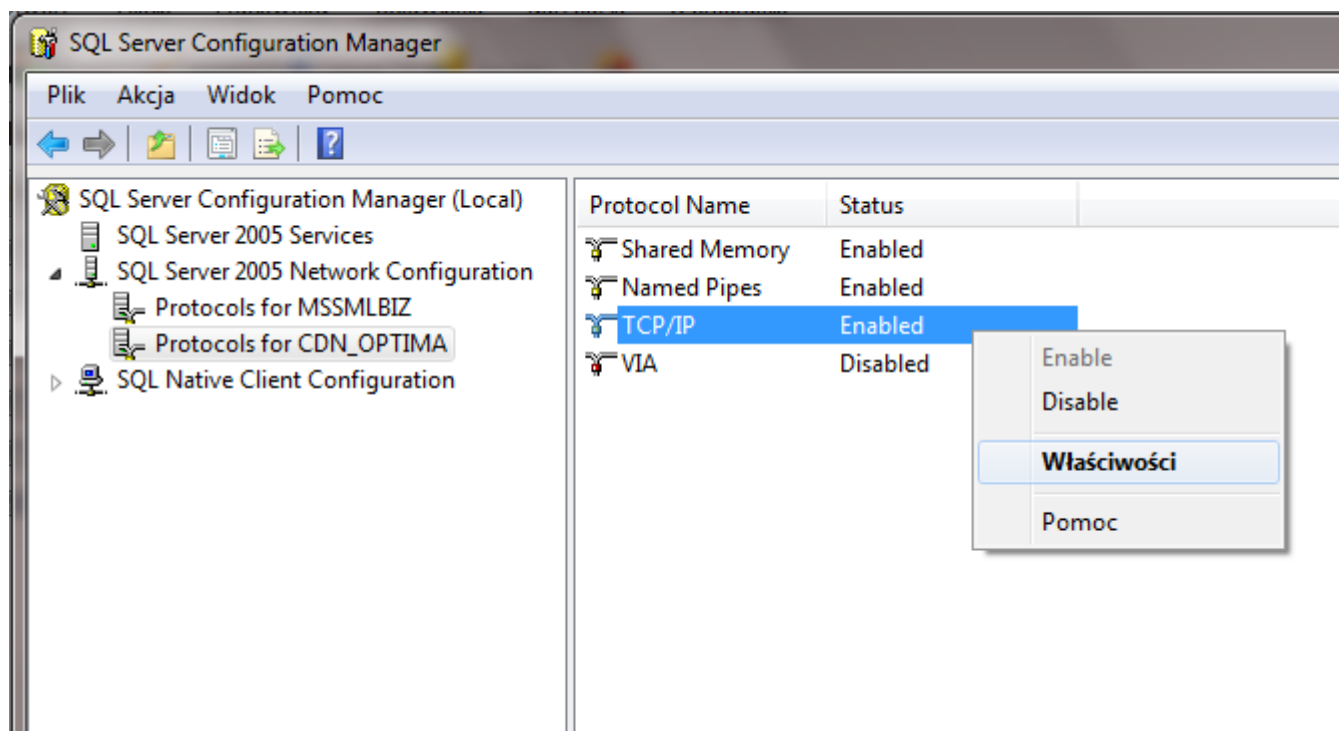 SQL Server Configuration Manager
Plik Akcja Widok Pomoc
SQL Server Configuration Manager (Local)
SQL Server 2005 Services
SQL Server 2005 Network Configuration
Protocols for MSSMLBIZ
Protocols for CDN_OPTIMA
SQL Native Client Configuration
Protocol Name Status
Shared Memory Enabled
Named Pipes Enabled
TCP/IP Enabled
VIA Disabled
Enable
Disable
Właściwości
Pomoc